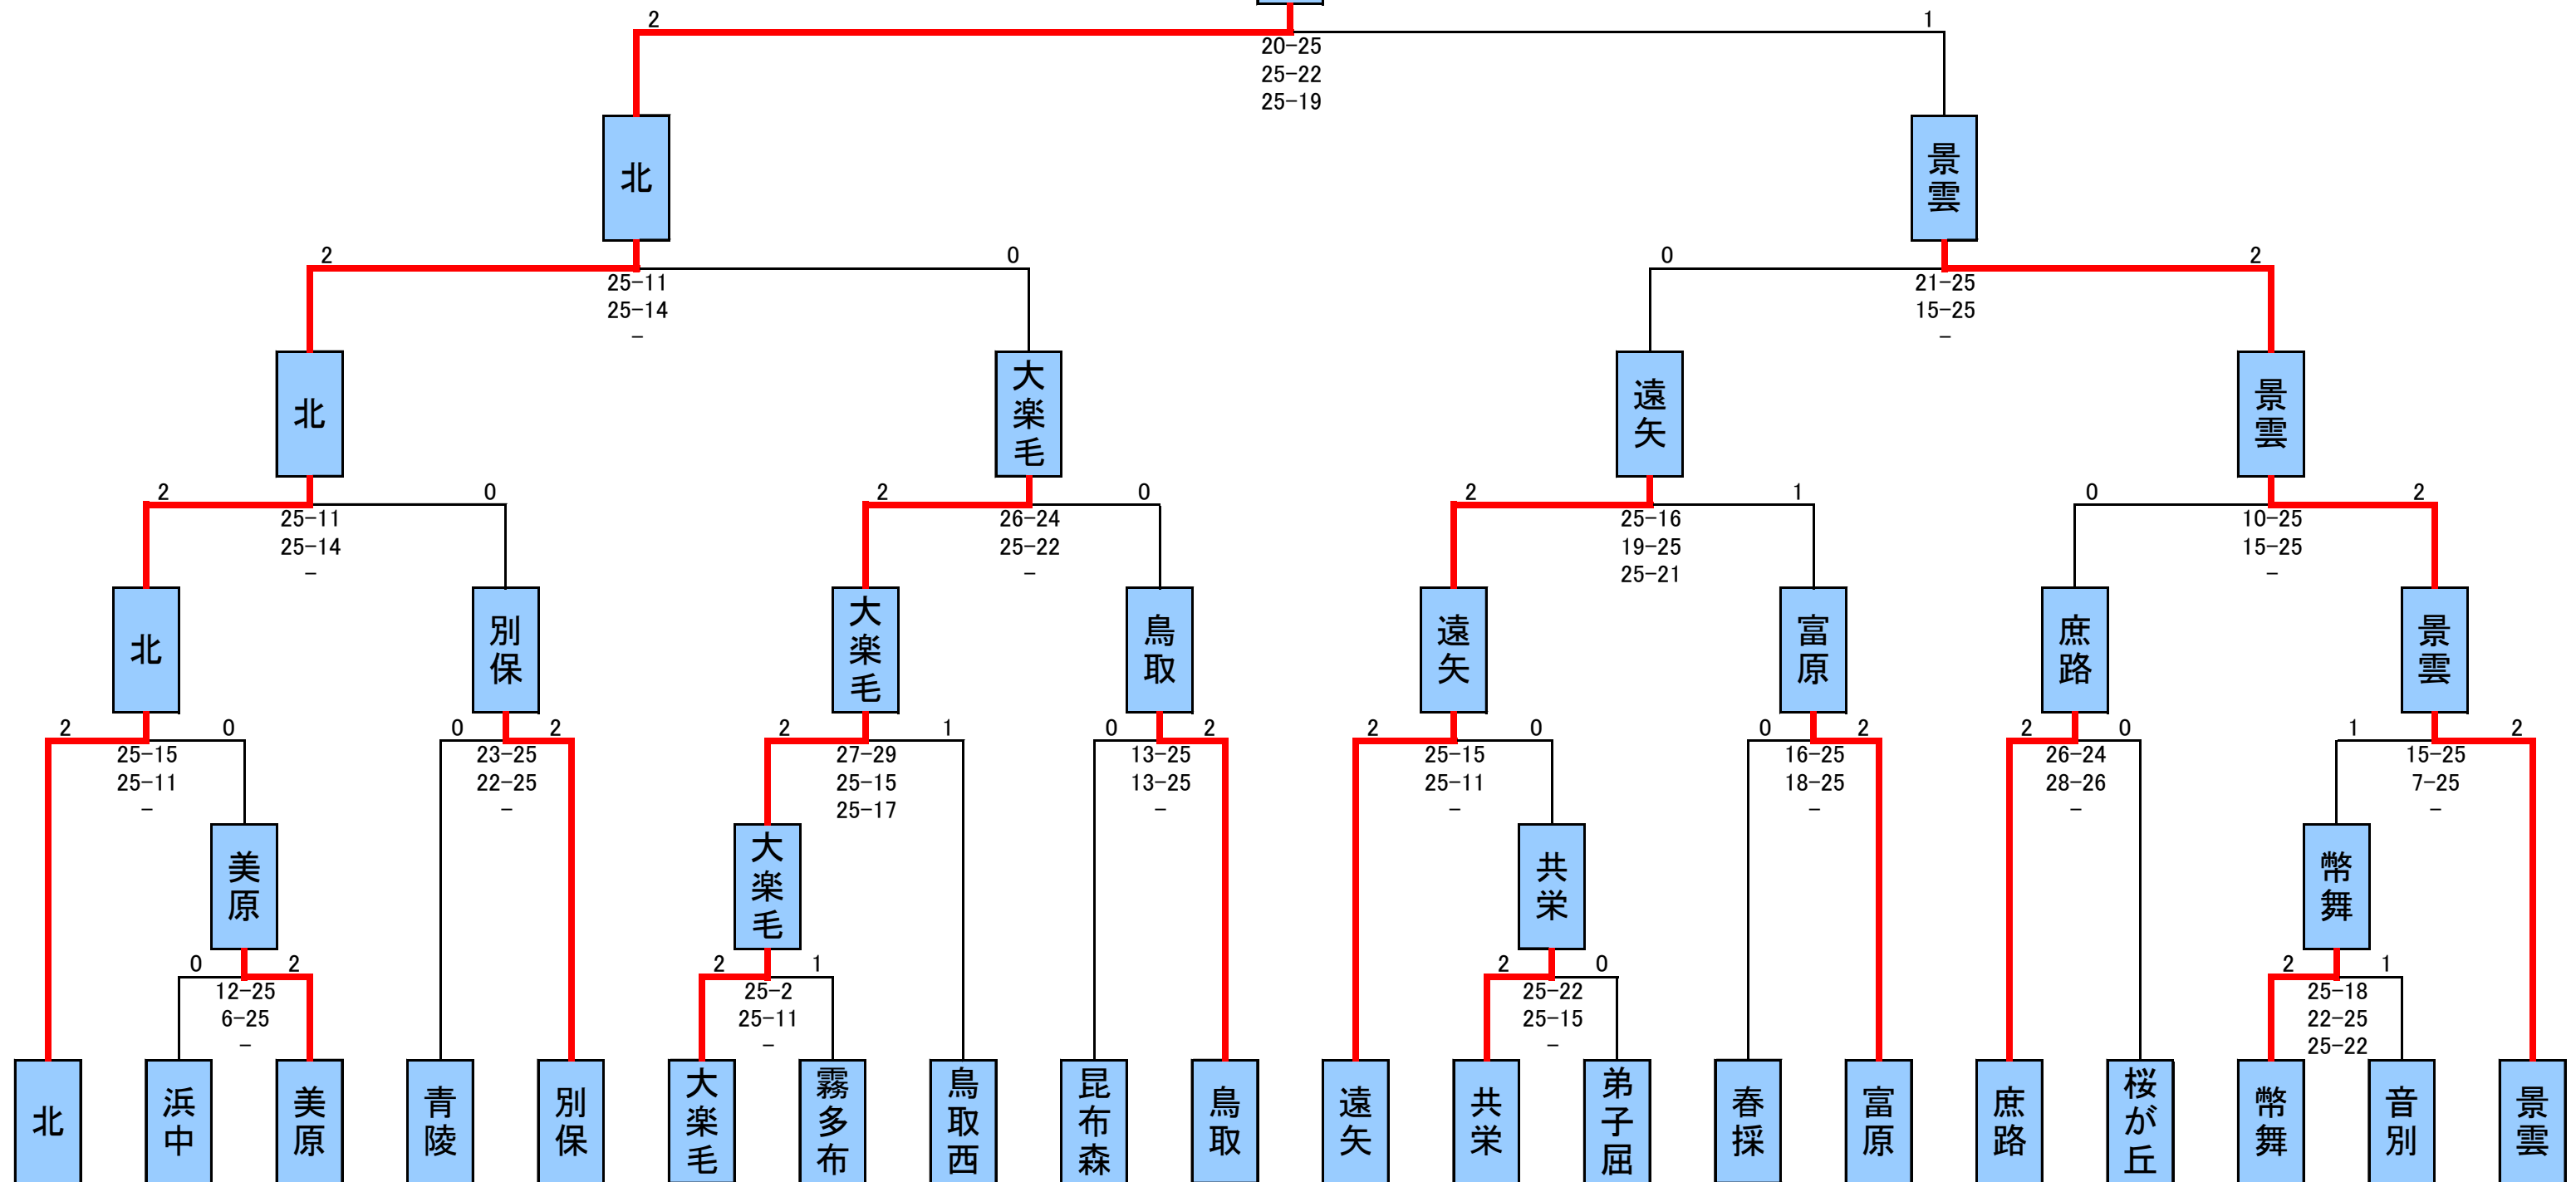 2 1
20-25
25-22
25-19
北 景雲
2 0 0 2
25-11 21-25
25-14 15-25
- -
北 大楽毛 遠矢 景雲
2 0 2 0 2 1 0 2
25-11 26-24 25-16 10-25
25-14 25-22 19-25 15-25
- - 25-21 -
北 別保 大楽毛 鳥取 遠矢 富原 庶路 景雲
2 0 0 2 2 1 0 2 2 0 0 2 2 0 1 2
25-15 23-25 27-29 13-25 25-15 16-25 26-24 15-25
25-11 22-25 25-15 13-25 25-11 18-25 28-26 7-25
- - 25-17 - - - - -
美原 大楽毛 共栄 幣舞
0 2 2 1 2 0 2 1
12-25 25-2 25-22 25-18
6-25 25-11 25-15 22-25
- - - 25-22
北 浜中 美原 青陵 別保 大楽毛 霧多布 鳥取西 昆布森 鳥取 遠矢 共栄 弟子屈 春採 富原 庶路 桜が丘 幣舞 音別 景雲